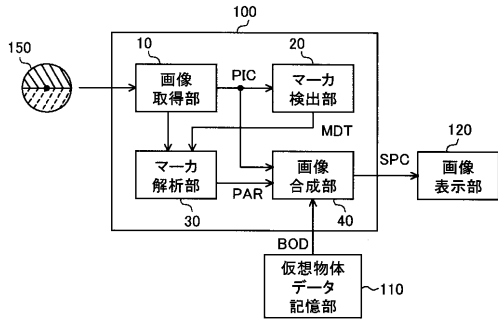 100
150
10
20
画像
取得部
PIC
マーカ
検出部
MDT
120
マーカ
解析部
PAR
画像
合成部
SPC
画像
表示部
30
40
BOD
仮想物体
データ
記憶部
110